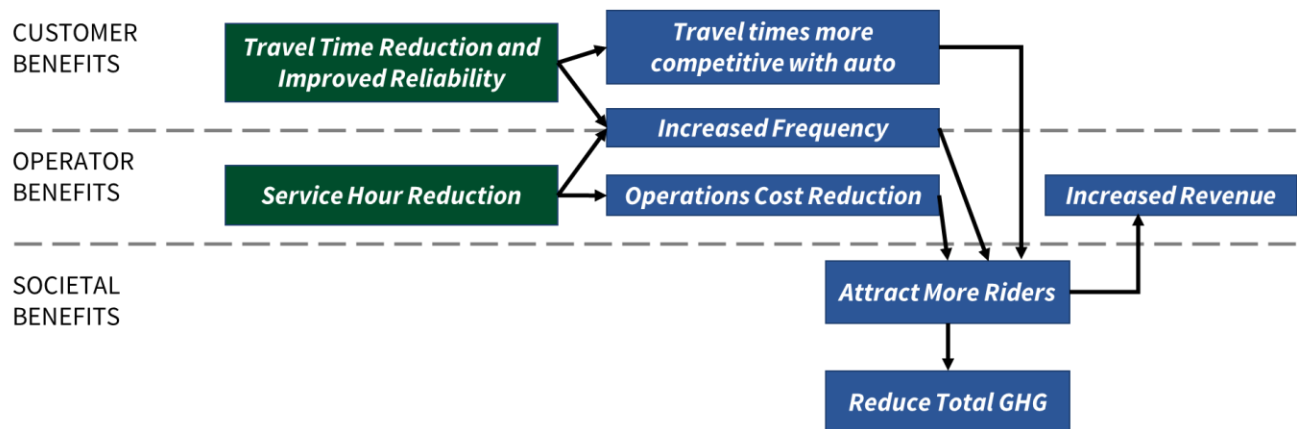 CUSTOMER
BENEFITS
Travel Time Reduction and
Improved Reliability
Travel times more
competitive with auto
Increased Frequency
OPERATOR
BENEFITS
Service Hour Reduction
Operations Cost Reduction
Increased Revenue
SOCIETAL
BENEFITS
Attract More Riders
Reduce Total GHG